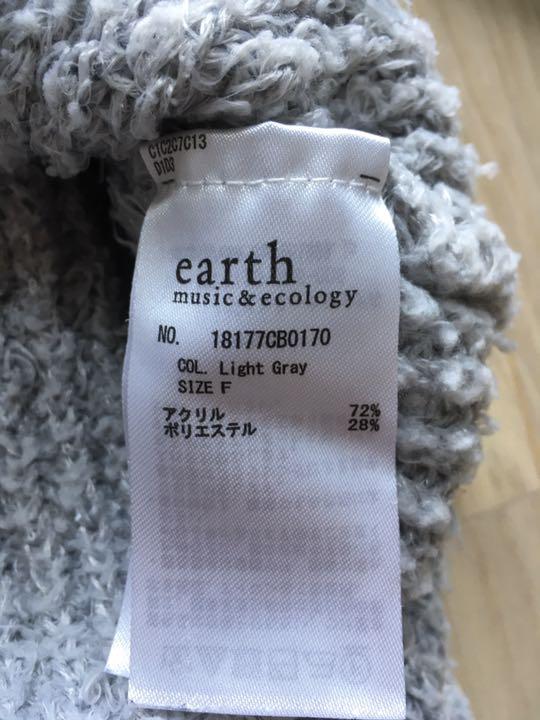 C1C2C7C13
D1D3
earth
music&ecology
NO. 18177CB0170
COL. Light Gray
SIZE F
アクリル 72%
ポリエステル 28%